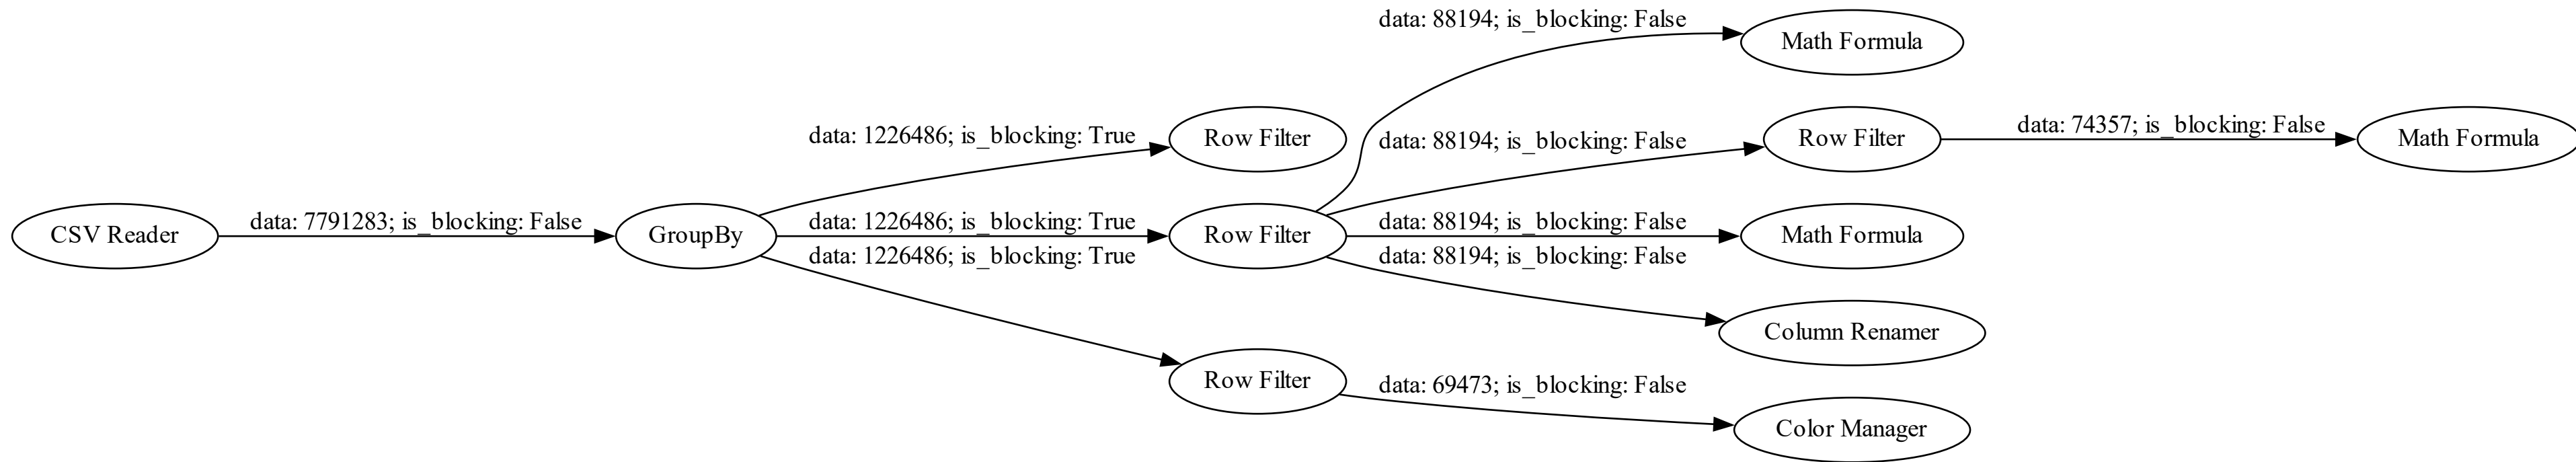 data: 88194; is_blocking: False
Math Formula
data: 1226486; is_blocking: True
Row Filter
data: 88194; is_blocking: False
Row Filter
data: 74357; is_blocking: False
Math Formula
CSV Reader
data: 7791283; is_blocking: False
GroupBy
data: 1226486; is_blocking: True
Row Filter
data: 88194; is_blocking: False
Math Formula
data: 1226486; is_blocking: True
data: 88194; is_blocking: False
Column Renamer
Row Filter
data: 69473; is_blocking: False
Color Manager